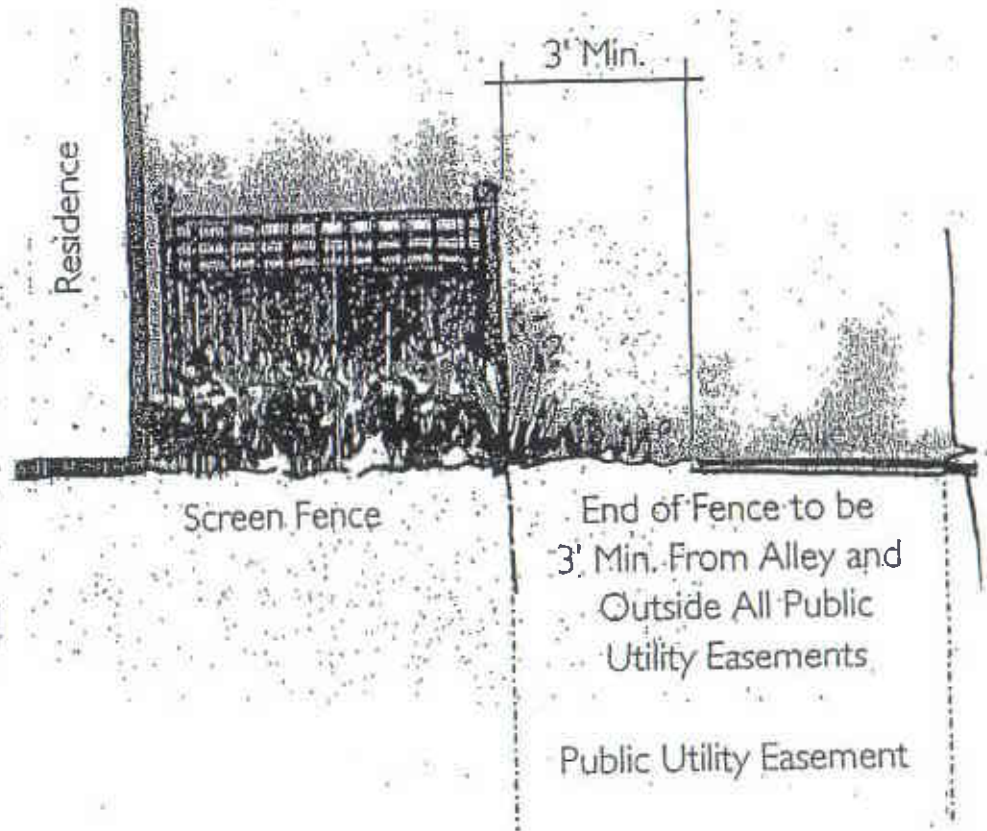 3' Min.
Residence
Screen Fence
End of Fence to be
3' Min. From Alley and
Outside All Public
Utility Easements
Public Utility Easement